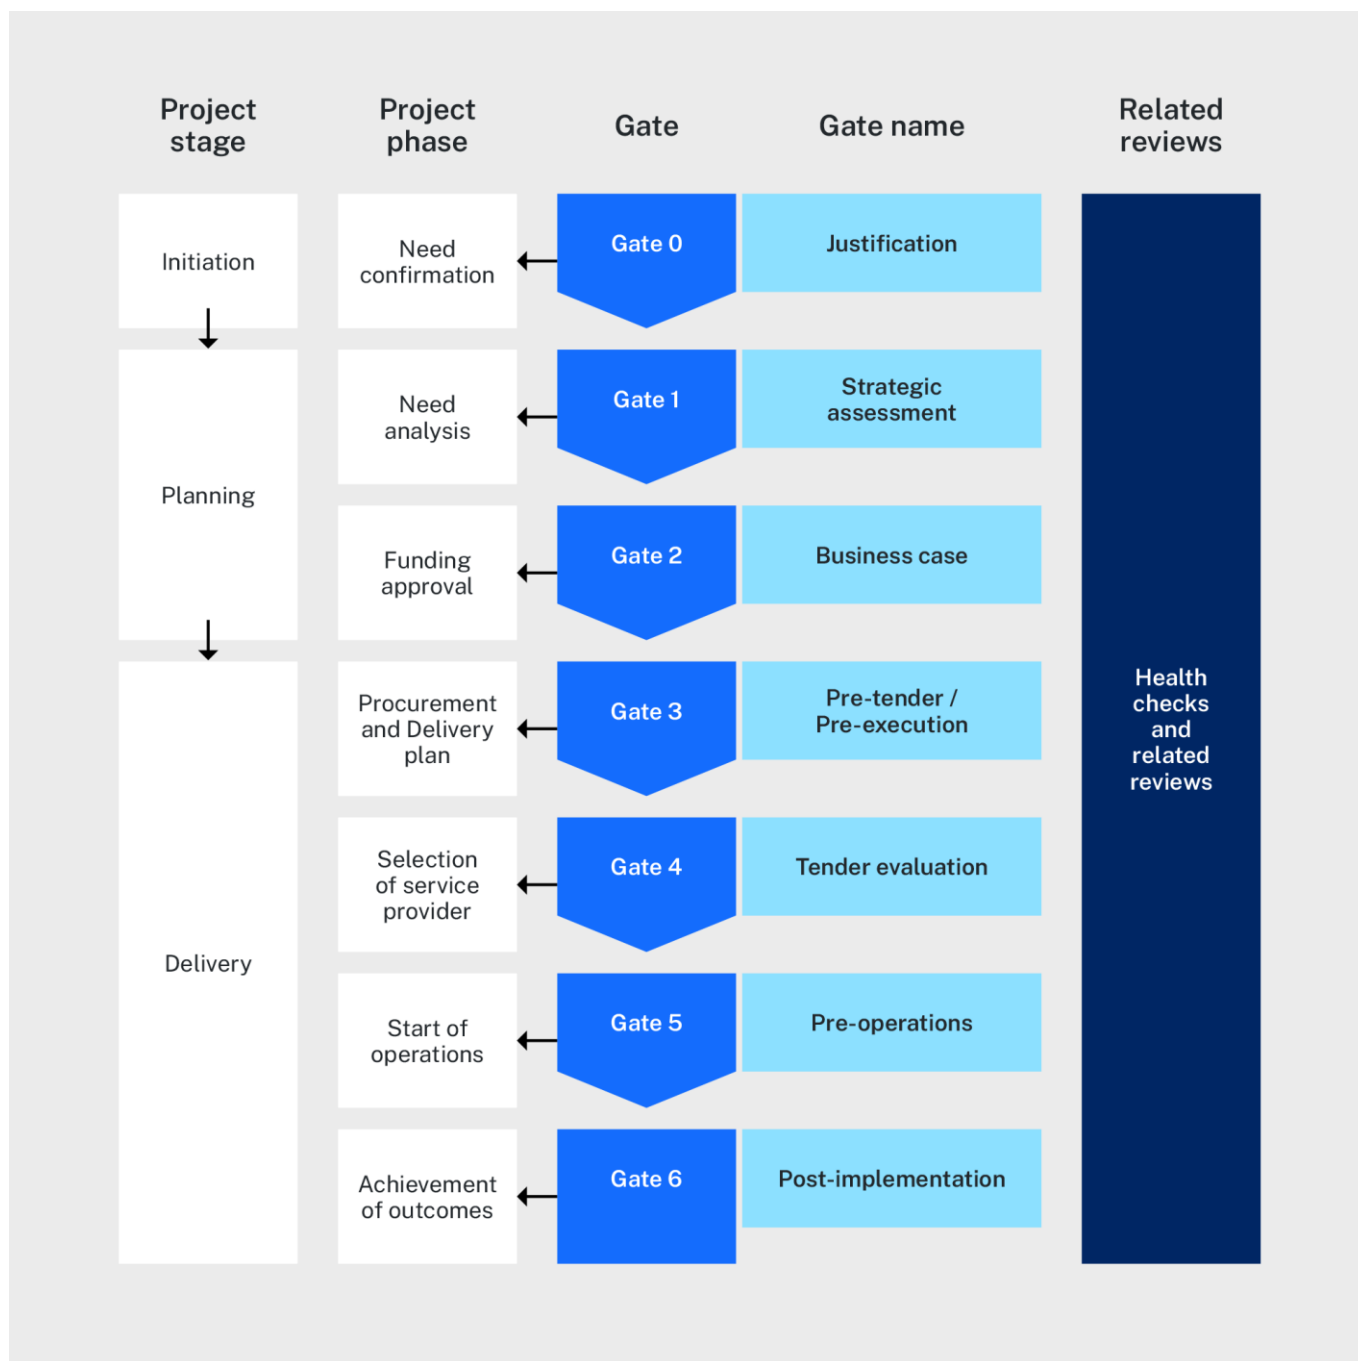 Project
stage
Project
phase
Gate
Gate name
Related
reviews
Initiation
Need
confirmation
Gate 0
Justification
Planning
Need
analysis
Gate 1
Strategic
assessment
Funding
approval
Gate 2
Business case
Delivery
Procurement
and Delivery
plan
Gate 3
Pre-tender /
Pre-execution
Selection
of service
provider
Gate 4
Tender evaluation
Start of
operations
Gate 5
Pre-operations
Achievement
of outcomes
Gate 6
Post-implementation
Health
checks
and
related
reviews